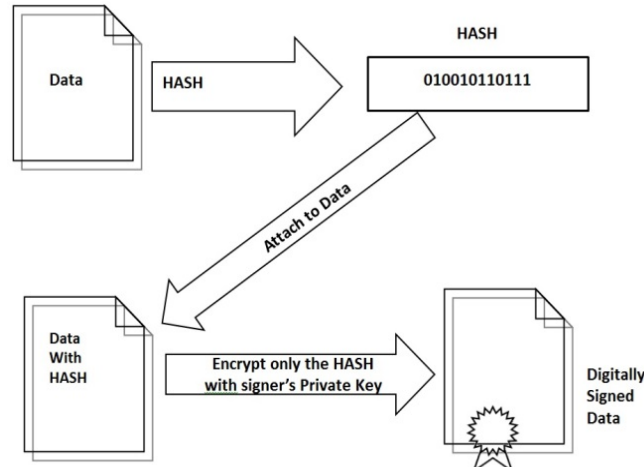 HASH
Data
HASH
010010110111
Attach to Data
Data
With
HASH
Encrypt only the HASH
with signer's Private Key
Digitally
Signed
Data